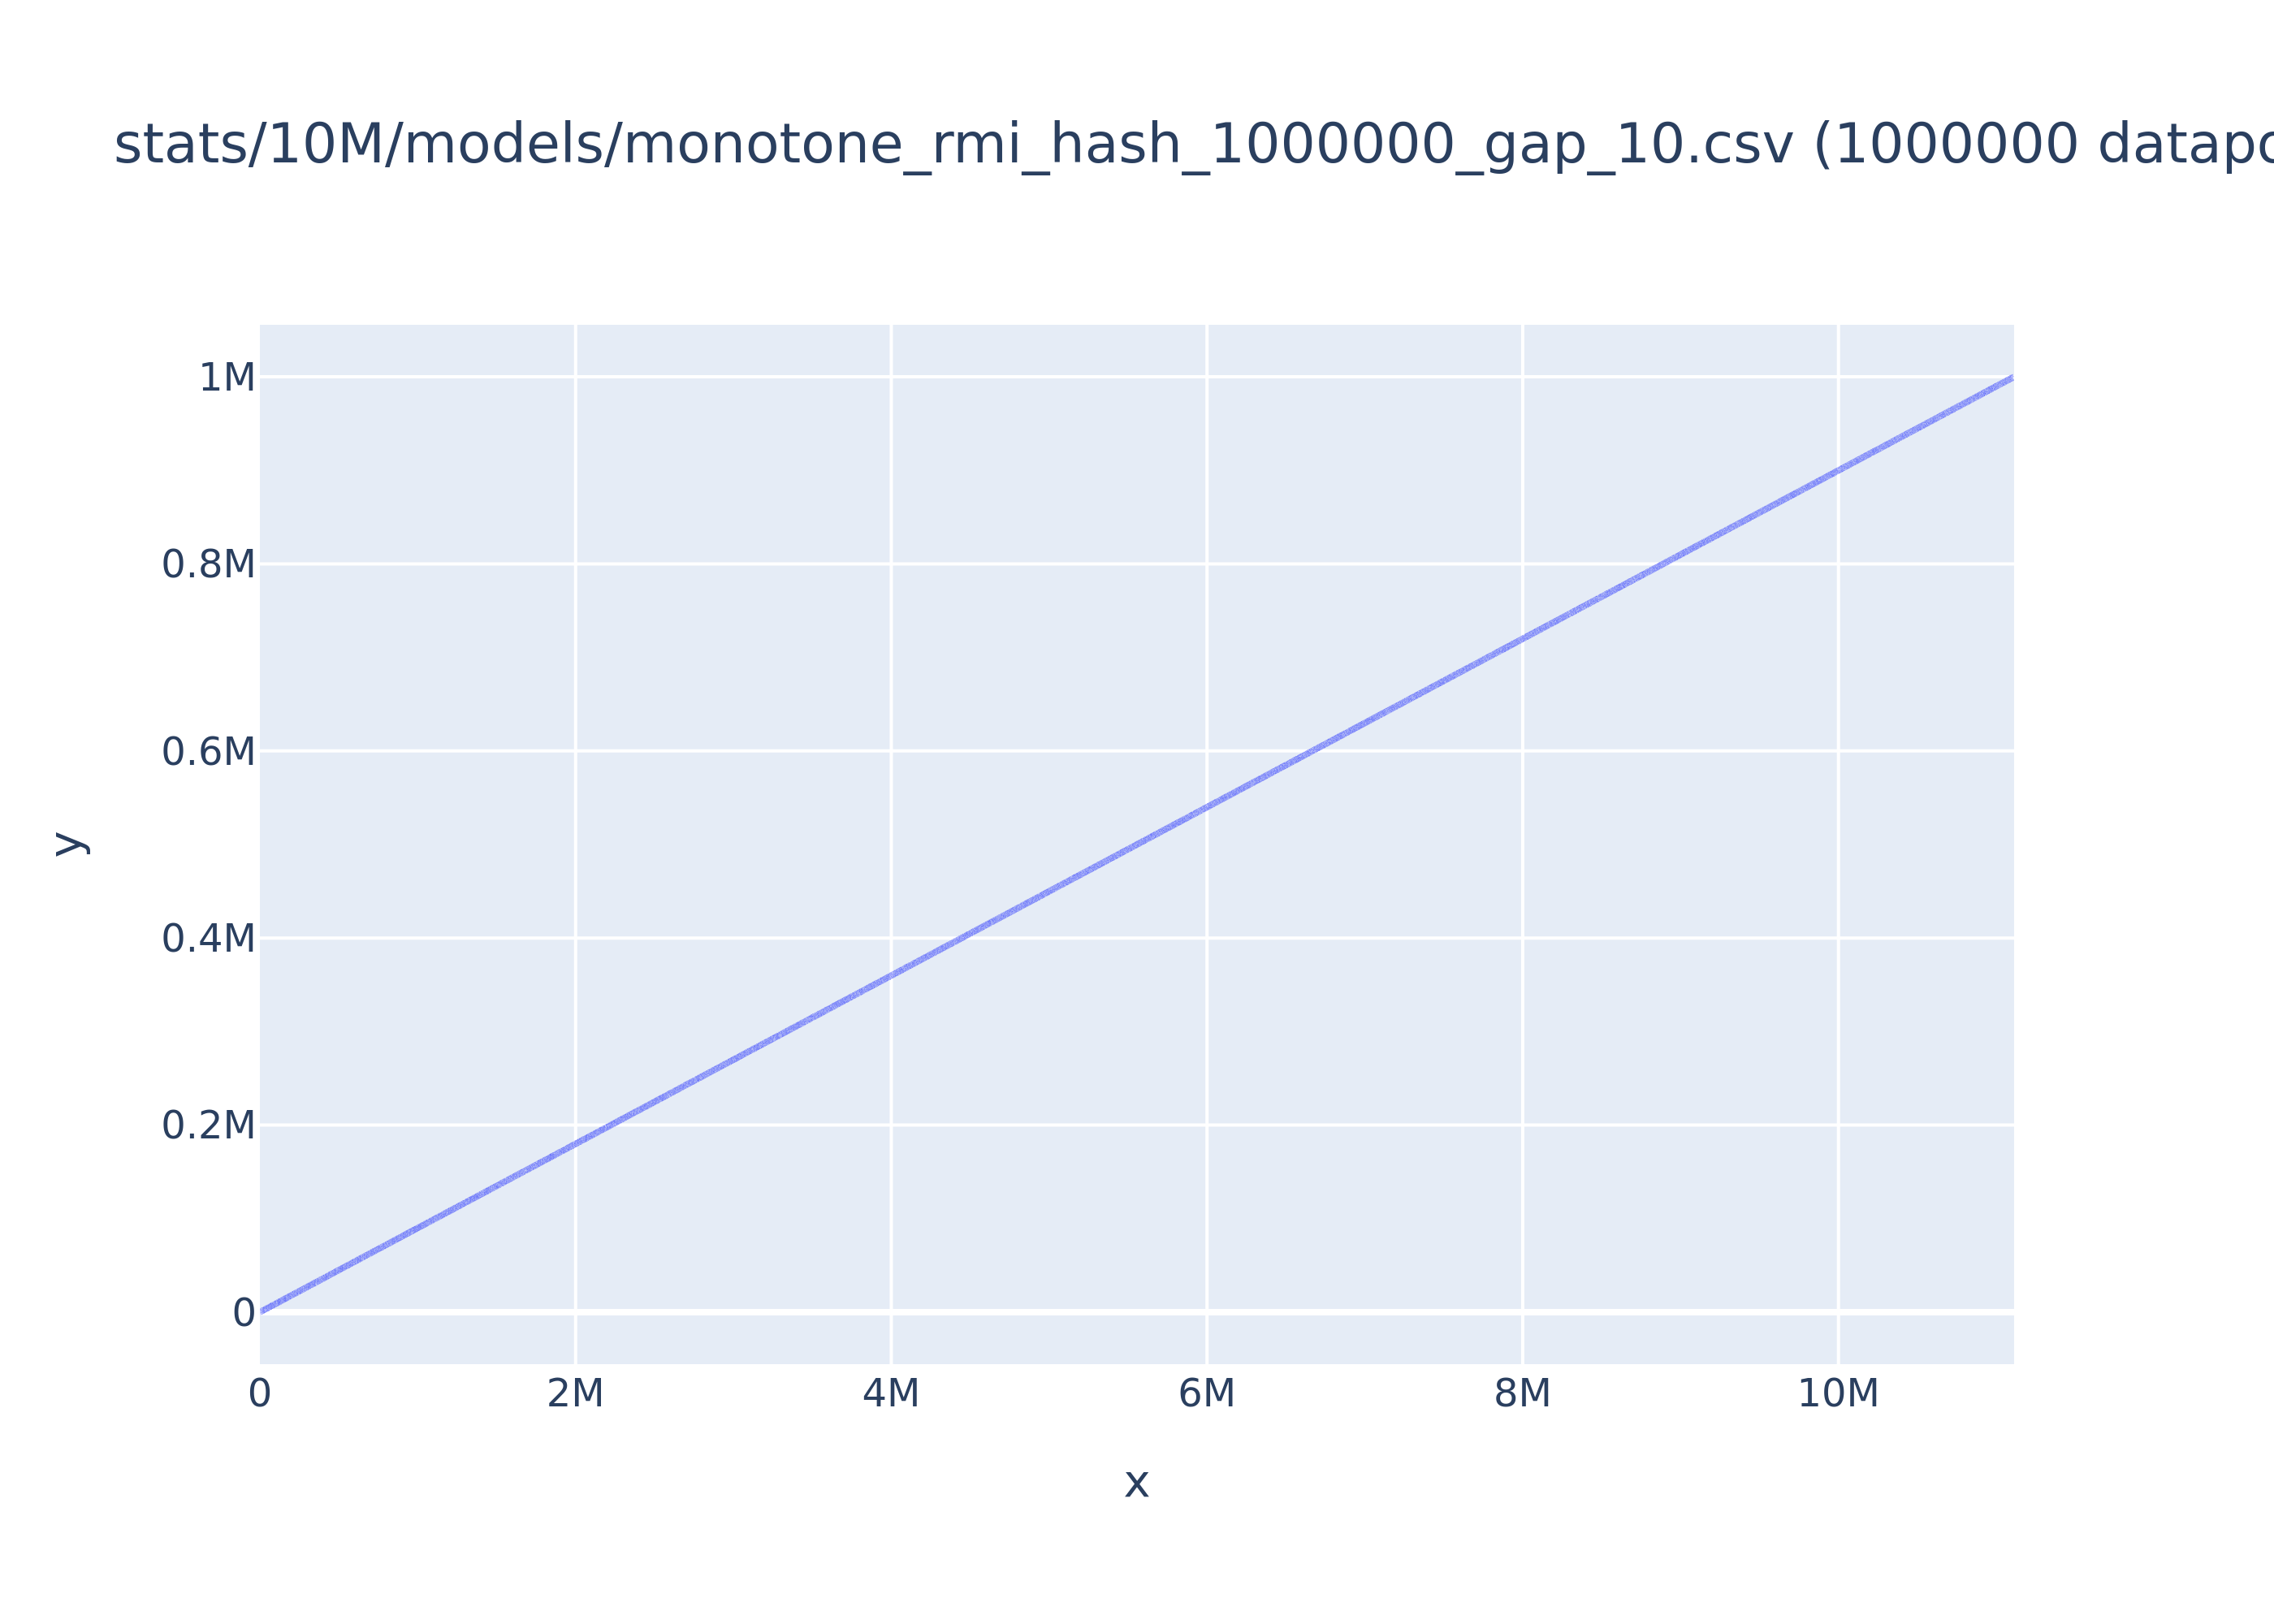 stats/10M/models/monotone_rmi_hash_1000000_gap_10.csv (1000000
1M
0.8M
0.6M
0.4M
0.2M
0
y
0
2M
4M
6M
8M
10M
x